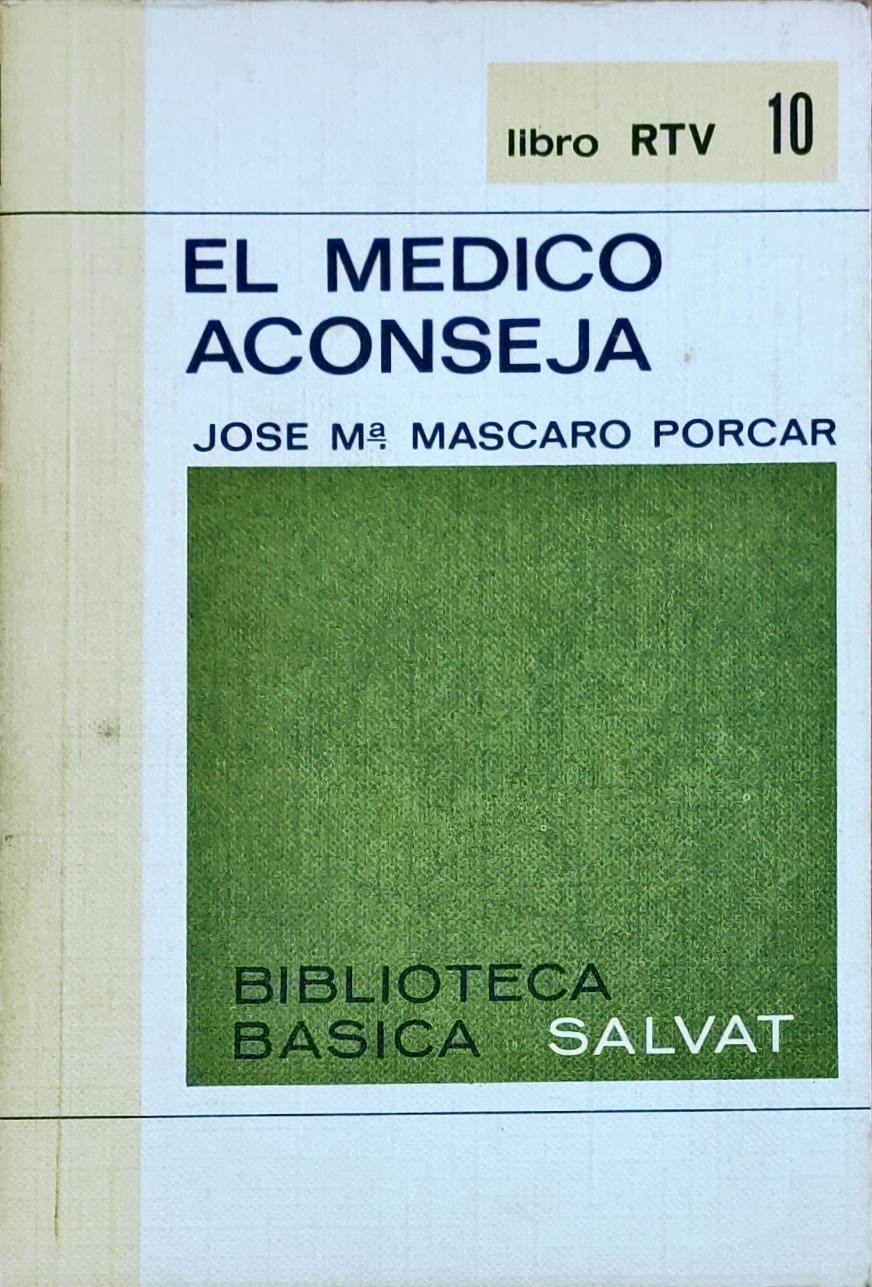 libro RTV 10
EL MEDICO
ACONSEJA
JOSE Mª MASCARO PORCAR
BIBLIOTECA
BASICA SALVAT